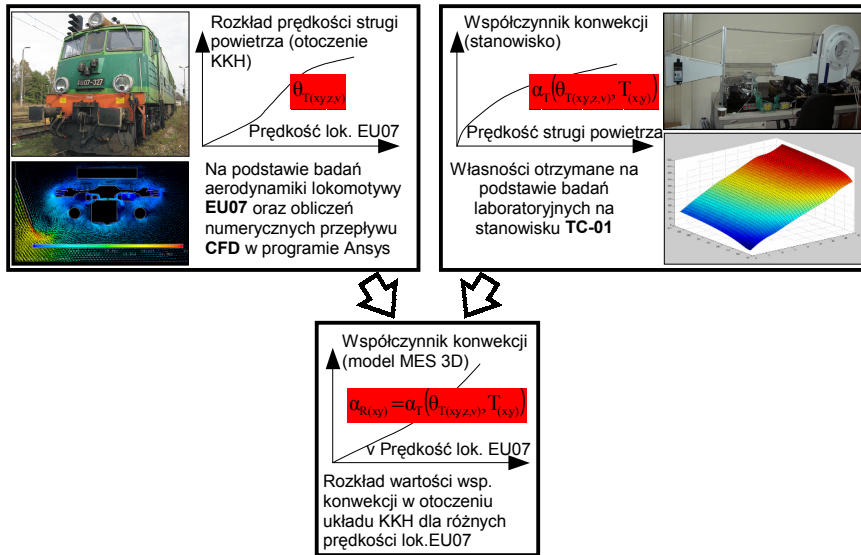 Rozkład prędkości strugi
powietrza (otoczenie
KKH)
θT(xy,z,v)
Prędkość lok. EU07
EU07-327
Na podstawie badań
aerodynamiki lokomotywy
EU07 oraz obliczeń
numerycznych przepływu
CFD w programie Ansys
Współczynnik konwekcji
(stanowisko)
αT(θT(xy,z,v), T(x,y))
Prędkość strugi powietrza
Własności otrzymane na
podstawie badań
laboratoryjnych na
stanowisku TC-01
Współczynnik konwekcji
(model MES 3D)
αR(xy)=αT(θT(xy,z,v), T(xy))
v Prędkość lok. EU07
Rozkład wartości wsp.
konwekcji w otoczeniu
układu KKH dla różnych
prędkości lok.EU07